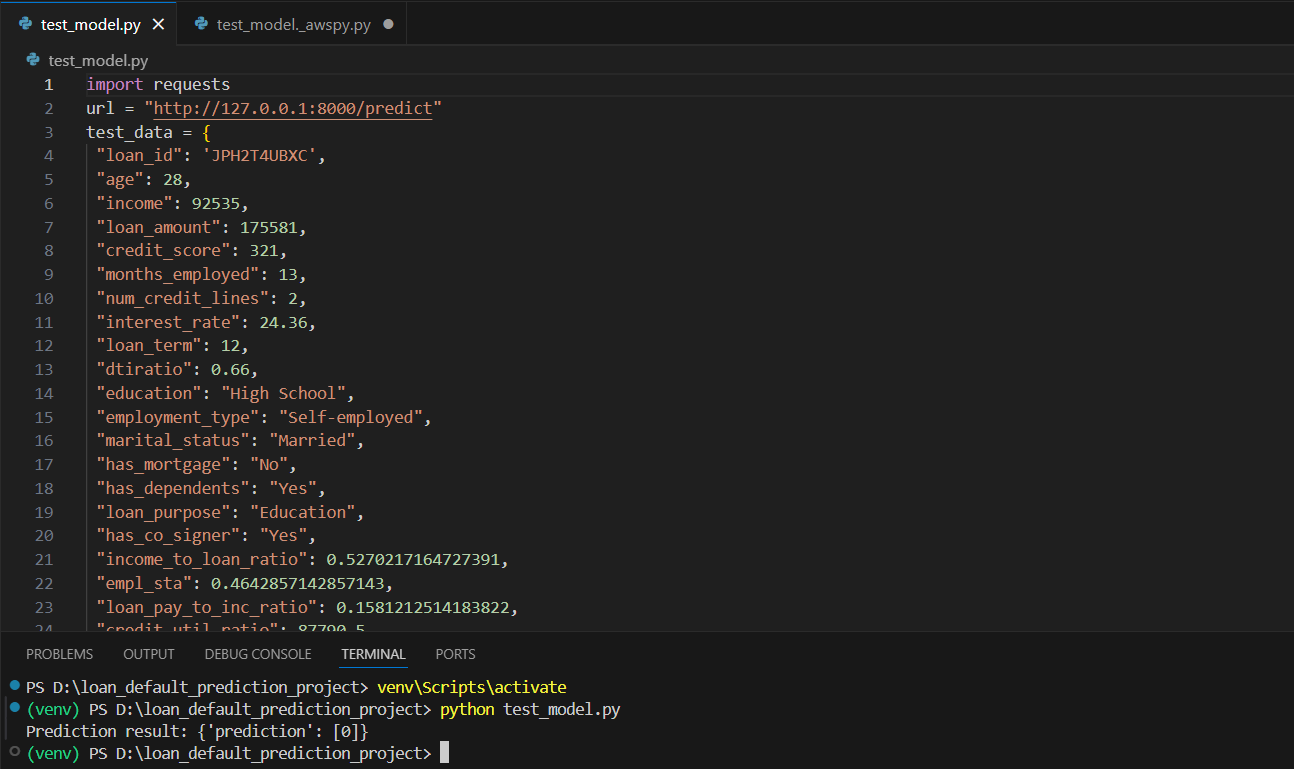 test_model.py test_model._awspy.py
test_model.py
1 import requests
2 url = "http://127.0.0.1:8000/predict"
3 test_data = {
4 "loan_id": 'JPH2T4UBXC',
5 "age": 28,
6 "income": 92535,
7 "loan_amount": 175581,
8 "credit_score": 321,
9 "months_employed": 13,
10 "num_credit_lines": 2,
11 "interest_rate": 24.36,
12 "loan_term": 12,
13 "dtiratio": 0.66,
14 "education": "High School",
15 "employment_type": "Self-employed",
16 "marital_status": "Married",
17 "has_mortgage": "No",
18 "has_dependents": "Yes",
19 "loan_purpose": "Education",
20 "has_co_signer": "Yes",
21 "income_to_loan_ratio": 0.5270217164727391,
22 "empl_sta": 0.4642857142857143,
23 "loan_pay_to_inc_ratio": 0.1581212514183822,
24 "credit_util_ratio": 87790.5
PROBLEMS OUTPUT DEBUG CONSOLE TERMINAL PORTS
PS D:\loan_default_prediction_project> venv\Scripts\activate
(venv) PS D:\loan_default_prediction_project> python test_model.py
Prediction result: {'prediction': [0]}
(venv) PS D:\loan_default_prediction_project>